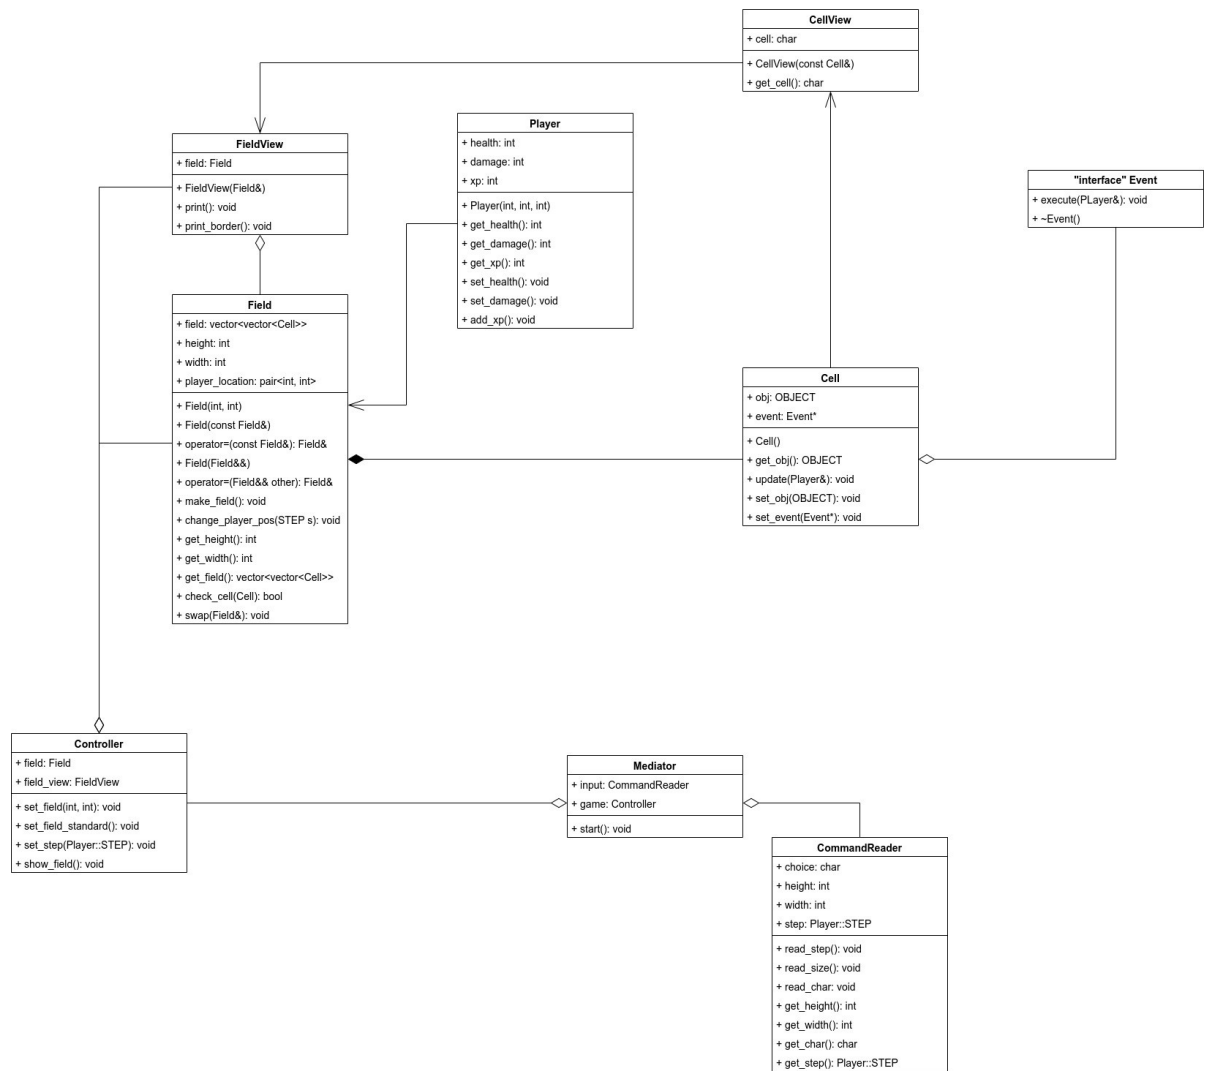 CellView
+ cell: char
+ CellView(const Cell&)
+ get_cell(): char
Player
+ health: int
+ damage: int
+ xp: int
+ Player(int, int, int)
+ get_health(): int
+ get_damage(): int
+ get_xp(): int
+ set_health(): void
+ set_damage(): void
+ add_xp(): void
FieldView
+ field: Field
+ FieldView(Field&)
+ print(): void
+ print_border(): void
"interface" Event
+ execute(PLayer&): void
+ ~Event()
Field
+ field: vector<vector<Cell>>
+ height: int
+ width: int
+ player_location: pair<int, int>
+ Field(int, int)
+ Field(const Field&)
+ operator=(const Field&): Field&
+ Field(Field&&)
+ operator=(Field&& other): Field&
+ make_field(): void
+ change_player_pos(STEP s): void
+ get_height(): int
+ get_width(): int
+ get_field(): vector<vector<Cell>>
+ check_cell(Cell): bool
+ swap(Field&): void
Cell
+ obj: OBJECT
+ event: Event*
+ Cell()
+ get_obj(): OBJECT
+ update(Player&): void
+ set_obj(OBJECT): void
+ set_event(Event*): void
Controller
+ field: Field
+ field_view: FieldView
+ set_field(int, int): void
+ set_field_standard(): void
+ set_step(Player::STEP): void
+ show_field(): void
Mediator
+ input: CommandReader
+ game: Controller
+ start(): void
CommandReader
+ choice: char
+ height: int
+ width: int
+ step: Player::STEP
+ read_step(): void
+ read_size(): void
+ read_char: void
+ get_height(): int
+ get_width(): int
+ get_char(): char
+ get_step(): Player::STEP